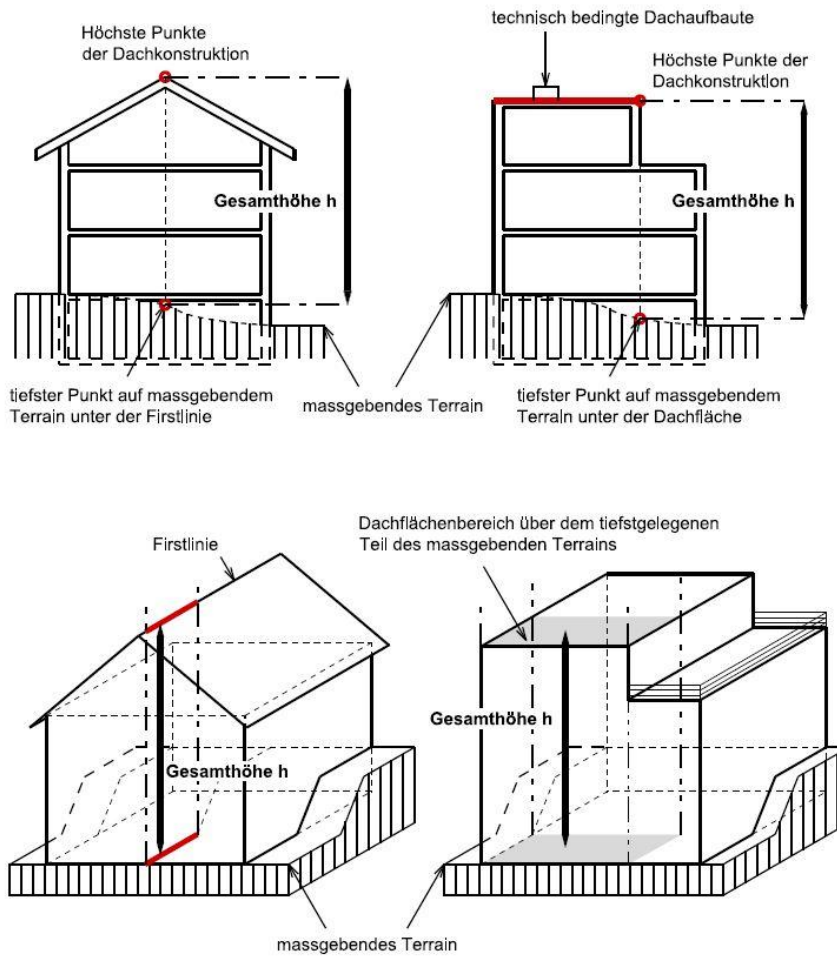 technisch bedingte Dachaufbaute
Höchste Punkte
der Dachkonstruktion
Höchste Punkte der
Dachkonstruktion
Gesamthöhe h
Gesamthöhe h
tiefster Punkt auf massgebendem
Terrain unter der Firstlinie
massgebendes Terrain
tiefster Punkt auf massgebendem
Terrain unter der Dachfläche
Firstlinie
Dachflächenbereich über dem tiefstgelegenen
Teil des massgebenden Terrains
Gesamthöhe h
Gesamthöhe h
massgebendes Terrain